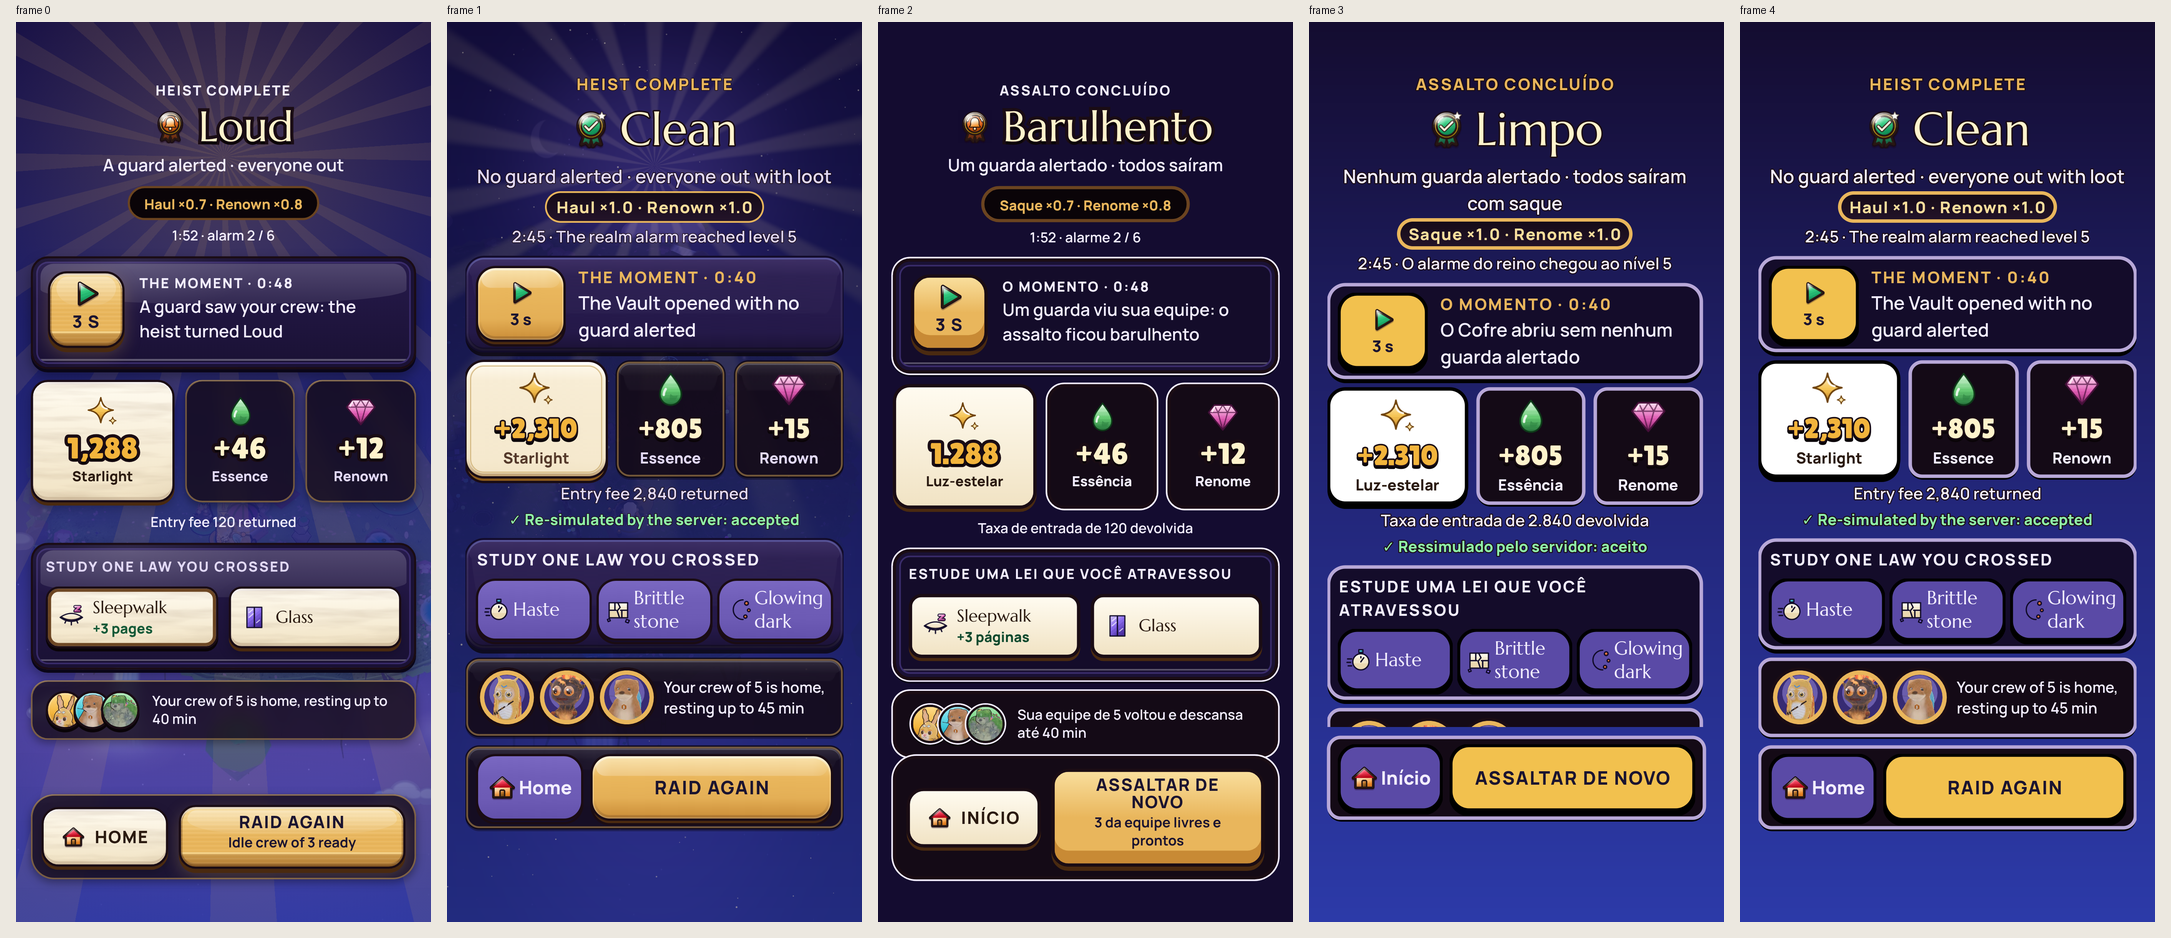 frame 0
HEIST COMPLETE
Loud
A guard alerted · everyone out
Haul ×0.7 · Renown ×0.8
1:52 · alarm 2 / 6
3 S
THE MOMENT · 0:48
A guard saw your crew: the
heist turned Loud
1,288
Starlight
+46
Essence
+12
Renown
Entry fee 120 returned
STUDY ONE LAW YOU CROSSED
Sleepwalk
+3 pages
Glass
Your crew of 5 is home, resting up to
40 min
HOME
RAID AGAIN
Idle crew of 3 ready
frame 1
HEIST COMPLETE
Clean
No guard alerted · everyone out with loot
Haul ×1.0 · Renown ×1.0
2:45 · The realm alarm reached level 5
3 s
THE MOMENT · 0:40
The Vault opened with no
guard alerted
+2,310
Starlight
+805
Essence
+15
Renown
Entry fee 2,840 returned
✓ Re-simulated by the server: accepted
STUDY ONE LAW YOU CROSSED
Haste
Brittle
stone
Glowing
dark
Your crew of 5 is home,
resting up to 45 min
Home
RAID AGAIN
frame 2
ASSALTO CONCLUÍDO
Barulhento
Um guarda alertado · todos saíram
Saque ×0.7 · Renome ×0.8
1:52 · alarme 2 / 6
3 S
O MOMENTO · 0:48
Um guarda viu sua equipe: o
assalto ficou barulhento
1.288
Luz-estelar
+46
Essência
+12
Renome
Taxa de entrada de 120 devolvida
ESTUDE UMA LEI QUE VOCÊ ATRAVESSOU
Sleepwalk
+3 páginas
Glass
Sua equipe de 5 voltou e descansa
até 40 min
INÍCIO
ASSALTAR DE
NOVO
3 da equipe livres e
prontos
frame 3
ASSALTO CONCLUÍDO
Limpo
Nenhum guarda alertado · todos saíram
com saque
Saque ×1.0 · Renome ×1.0
2:45 · O alarme do reino chegou ao nível 5
3 s
O MOMENTO · 0:40
O Cofre abriu sem nenhum
guarda alertado
+2.310
Luz-estelar
+805
Essência
+15
Renome
Taxa de entrada de 2.840 devolvida
✓ Ressimulado pelo servidor: aceito
ESTUDE UMA LEI QUE VOCÊ
ATRAVESSOU
Haste
Brittle
stone
Glowing
dark
Início
ASSALTAR DE NOVO
frame 4
HEIST COMPLETE
Clean
No guard alerted · everyone out with loot
Haul ×1.0 · Renown ×1.0
2:45 · The realm alarm reached level 5
3 s
THE MOMENT · 0:40
The Vault opened with no
guard alerted
+2,310
Starlight
+805
Essence
+15
Renown
Entry fee 2,840 returned
✓ Re-simulated by the server: accepted
STUDY ONE LAW YOU CROSSED
Haste
Brittle
stone
Glowing
dark
Your crew of 5 is home,
resting up to 45 min
Home
RAID AGAIN